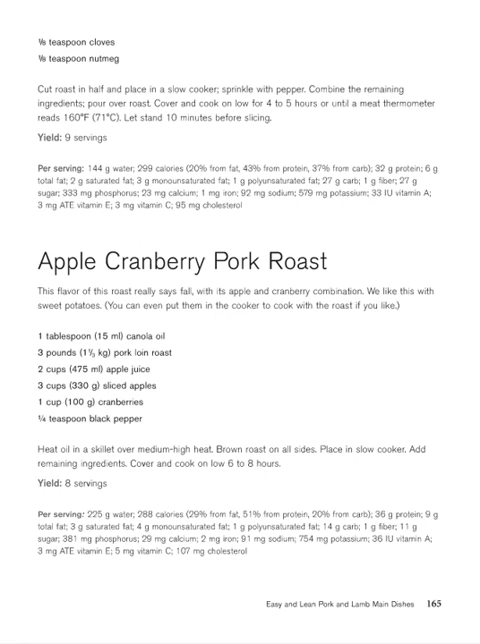 ⅛ teaspoon cloves
⅛ teaspoon nutmeg
Cut roast in half and place in a slow cooker; sprinkle with pepper. Combine the remaining
ingredients; pour over roast. Cover and cook on low for 4 to 5 hours or until a meat thermometer
reads 160°F (71°C). Let stand 10 minutes before slicing.
Yield: 9 servings
Per serving: 144 g water; 299 calories (20% from fat, 43% from protein, 37% from carb); 32 g protein; 6 g
total fat; 2 g saturated fat; 3 g monounsaturated fat; 1 g polyunsaturated fat; 27 g carb; 1 g fiber; 27 g
sugar; 333 mg phosphorus; 23 mg calcium; 1 mg iron; 92 mg sodium; 579 mg potassium; 33 IU vitamin A;
3 mg ATE vitamin E; 3 mg vitamin C; 95 mg cholesterol
Apple Cranberry Pork Roast
This flavor of this roast really says fall, with its apple and cranberry combination. We like this with
sweet potatoes. (You can even put them in the cooker to cook with the roast if you like.)
1 tablespoon (15 ml) canola oil
3 pounds (1⅓ kg) pork loin roast
2 cups (475 ml) apple juice
3 cups (330 g) sliced apples
1 cup (100 g) cranberries
¼ teaspoon black pepper
Heat oil in a skillet over medium-high heat. Brown roast on all sides. Place in slow cooker. Add
remaining ingredients. Cover and cook on low 6 to 8 hours.
Yield: 8 servings
Per serving: 225 g water; 288 calories (29% from fat, 51% from protein, 20% from carb); 36 g protein; 9 g
total fat; 3 g saturated fat; 4 g monounsaturated fat; 1 g polyunsaturated fat; 14 g carb; 1 g fiber; 11 g
sugar; 381 mg phosphorus; 29 mg calcium; 2 mg iron; 91 mg sodium; 754 mg potassium; 36 IU vitamin A;
3 mg ATE vitamin E; 5 mg vitamin C; 107 mg cholesterol
Easy and Lean Pork and Lamb Main Dishes 165